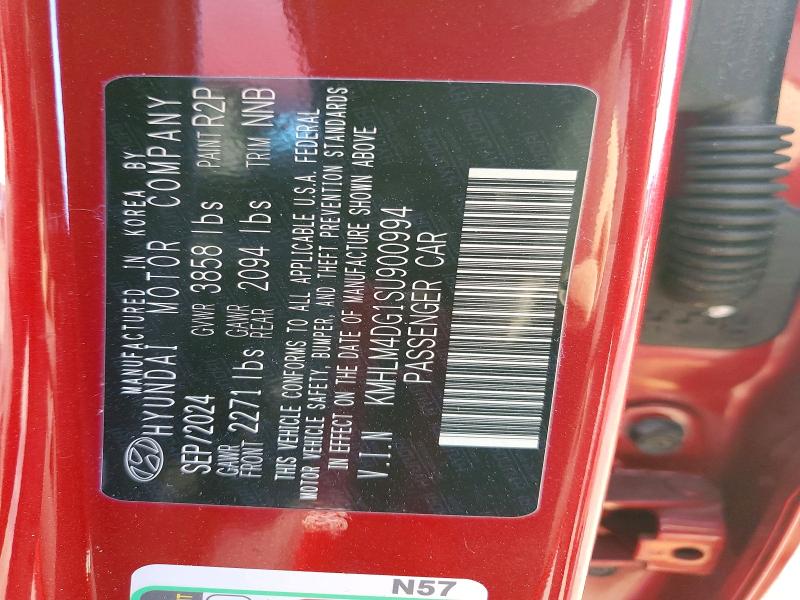 MANUFACTURED IN KOREA BY
HYUNDAI MOTOR COMPANY
SEP/2024 GVWR 3858 lbs PAINT R2P
GAWR FRONT 2271 lbs GAWR REAR 2094 lbs TRIM NNB
THIS VEHICLE CONFORMS TO ALL APPLICABLE U.S.A. FEDERAL
MOTOR VEHICLE SAFETY, BUMPER, AND THEFT PREVENTION STANDARDS
IN EFFECT ON THE DATE OF MANUFACTURE SHOWN ABOVE
V.I.N KMHLM4DG1SU900994
PASSENGER CAR
N57